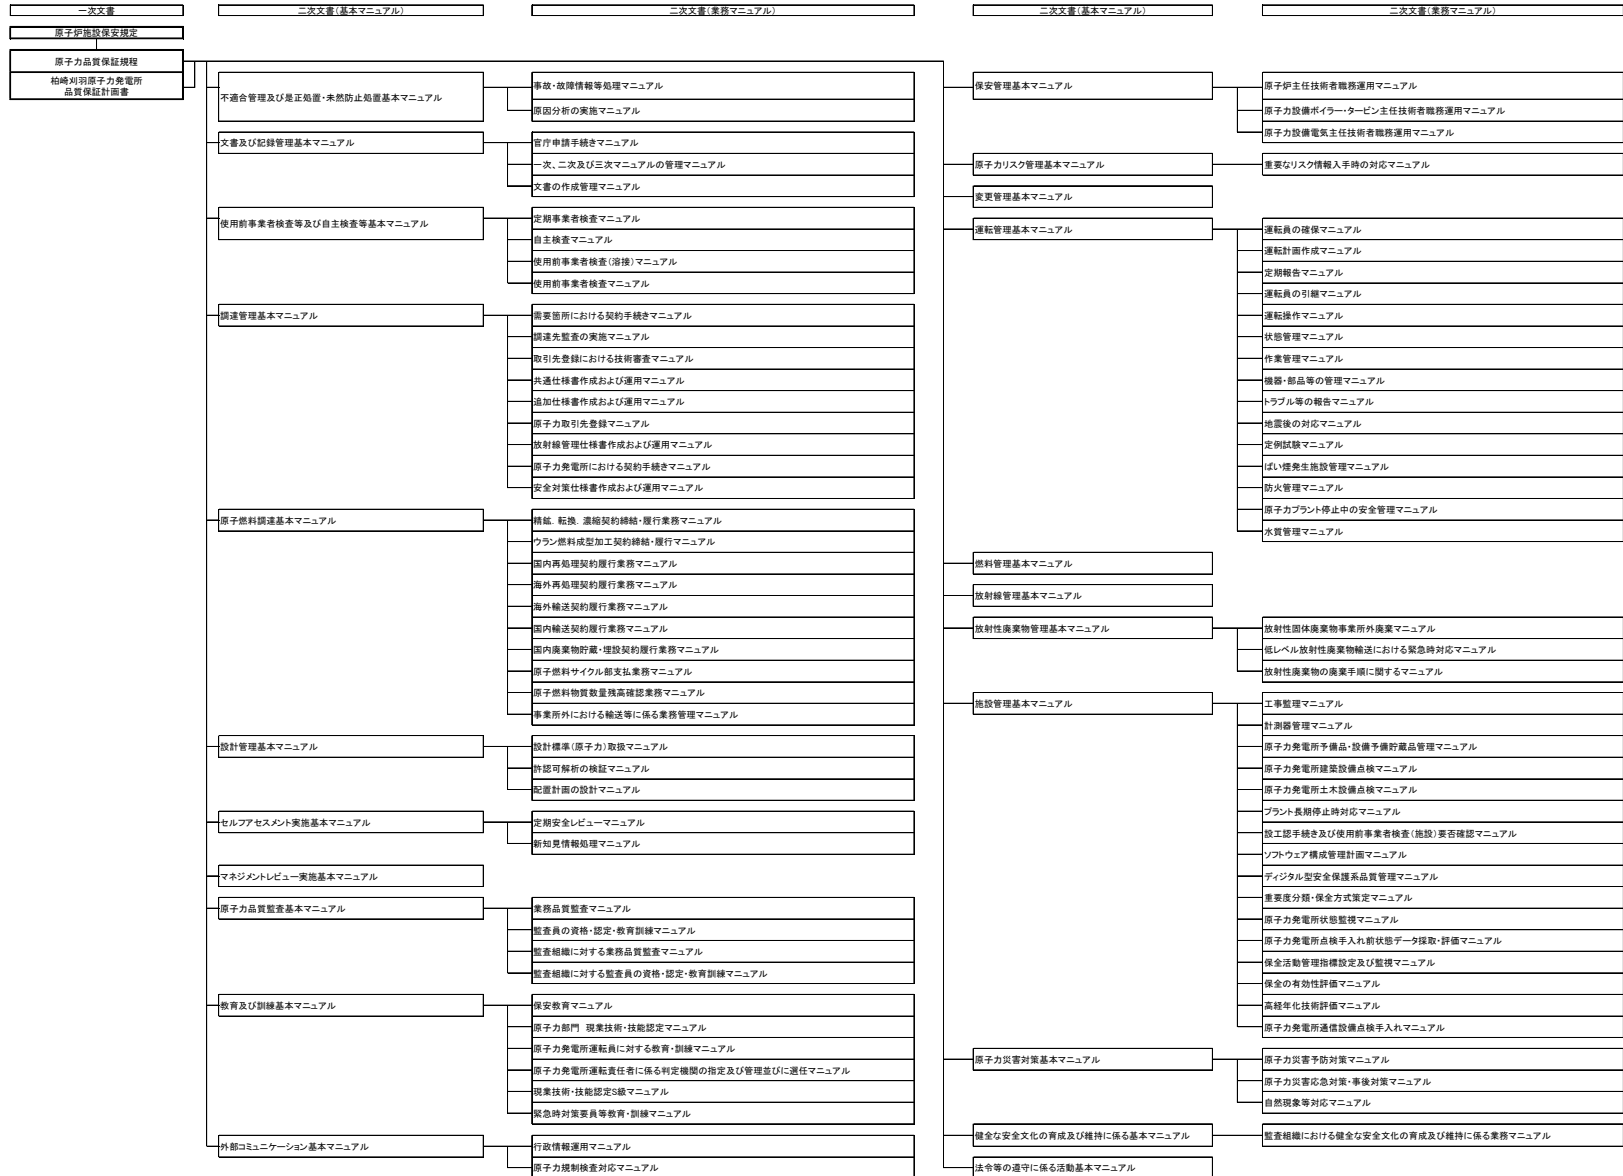 一次文書
原子炉施設保安規定
原子力品質保証規程
柏崎刈羽原子力発電所
品質保証計画書
二次文書(基本マニュアル)
二次文書(業務マニュアル)
不適合管理及び是正処置・未然防止処置基本マニュアル
事故・故障情報等処理マニュアル
原因分析の実施マニュアル
文書及び記録管理基本マニュアル
官庁申請手続きマニュアル
一次、二次及び三次マニュアルの管理マニュアル
文書の作成管理マニュアル
使用前事業者検査等及び自主検査等基本マニュアル
定期事業者検査マニュアル
自主検査マニュアル
使用前事業者検査(溶接)マニュアル
使用前事業者検査マニュアル
調達管理基本マニュアル
需要箇所における契約手続きマニュアル
調達先監査の実施マニュアル
取引先登録における技術審査マニュアル
共通仕様書作成および運用マニュアル
追加仕様書作成および運用マニュアル
原子力取引先登録マニュアル
放射線管理仕様書作成および運用マニュアル
原子力発電所における契約手続きマニュアル
安全対策仕様書作成および運用マニュアル
原子燃料調達基本マニュアル
精鉱．転換．濃縮契約締結・履行業務マニュアル
ウラン燃料成型加工契約締結・履行マニュアル
国内再処理契約履行業務マニュアル
海外再処理契約履行業務マニュアル
海外輸送契約履行業務マニュアル
国内輸送契約履行業務マニュアル
国内廃棄物貯蔵・埋設契約履行業務マニュアル
原子燃料サイクル部支払業務マニュアル
原子燃料物質数量残高確認業務マニュアル
事業所外における輸送等に係る業務管理マニュアル
設計管理基本マニュアル
設計標準(原子力)取扱マニュアル
許認可解析の検証マニュアル
配置計画の設計マニュアル
セルフアセスメント実施基本マニュアル
定期安全レビューマニュアル
新知見情報処理マニュアル
マネジメントレビュー実施基本マニュアル
原子力品質監査基本マニュアル
業務品質監査マニュアル
監査員の資格・認定・教育訓練マニュアル
監査組織に対する業務品質監査マニュアル
監査組織に対する監査員の資格・認定・教育訓練マニュアル
教育及び訓練基本マニュアル
保安教育マニュアル
原子力部門 現業技術・技能認定マニュアル
原子力発電所運転員に対する教育・訓練マニュアル
原子力発電所運転責任者に係る判定機関の指定及び管理並びに選任マニュアル
現業技術・技能認定S級マニュアル
緊急時対策要員等教育・訓練マニュアル
外部コミュニケーション基本マニュアル
行政情報運用マニュアル
原子力規制検査対応マニュアル
二次文書(基本マニュアル)
二次文書(業務マニュアル)
保安管理基本マニュアル
原子炉主任技術者職務運用マニュアル
原子力設備ボイラー・タービン主任技術者職務運用マニュアル
原子力設備電気主任技術者職務運用マニュアル
原子力リスク管理基本マニュアル
重要なリスク情報入手時の対応マニュアル
変更管理基本マニュアル
運転管理基本マニュアル
運転員の確保マニュアル
運転計画作成マニュアル
定期報告マニュアル
運転員の引継マニュアル
運転操作マニュアル
状態管理マニュアル
作業管理マニュアル
機器・部品等の管理マニュアル
トラブル等の報告マニュアル
地震後の対応マニュアル
定例試験マニュアル
ばい煙発生施設管理マニュアル
防火管理マニュアル
原子力プラント停止中の安全管理マニュアル
水質管理マニュアル
燃料管理基本マニュアル
放射線管理基本マニュアル
放射性廃棄物管理基本マニュアル
放射性固体廃棄物事業所外廃棄マニュアル
低レベル放射性廃棄物輸送における緊急時対応マニュアル
放射性廃棄物の廃棄手順に関するマニュアル
施設管理基本マニュアル
工事監理マニュアル
計測器管理マニュアル
原子力発電所予備品・設備予備貯蔵品管理マニュアル
原子力発電所建築設備点検マニュアル
原子力発電所土木設備点検マニュアル
プラント長期停止時対応マニュアル
設工認手続き及び使用前事業者検査(施設)要否確認マニュアル
ソフトウェア構成管理計画マニュアル
ディジタル型安全保護系品質管理マニュアル
重要度分類・保全方式策定マニュアル
原子力発電所状態監視マニュアル
原子力発電所点検手入れ前状態データ採取・評価マニュアル
保全活動管理指標設定及び監視マニュアル
保全の有効性評価マニュアル
高経年化技術評価マニュアル
原子力発電所通信設備点検手入れマニュアル
原子力災害対策基本マニュアル
原子力災害予防対策マニュアル
原子力災害応急対策・事後対策マニュアル
自然現象等対応マニュアル
健全な安全文化の育成及び維持に係る基本マニュアル
監査組織における健全な安全文化の育成及び維持に係る業務マニュアル
法令等の遵守に係る活動基本マニュアル